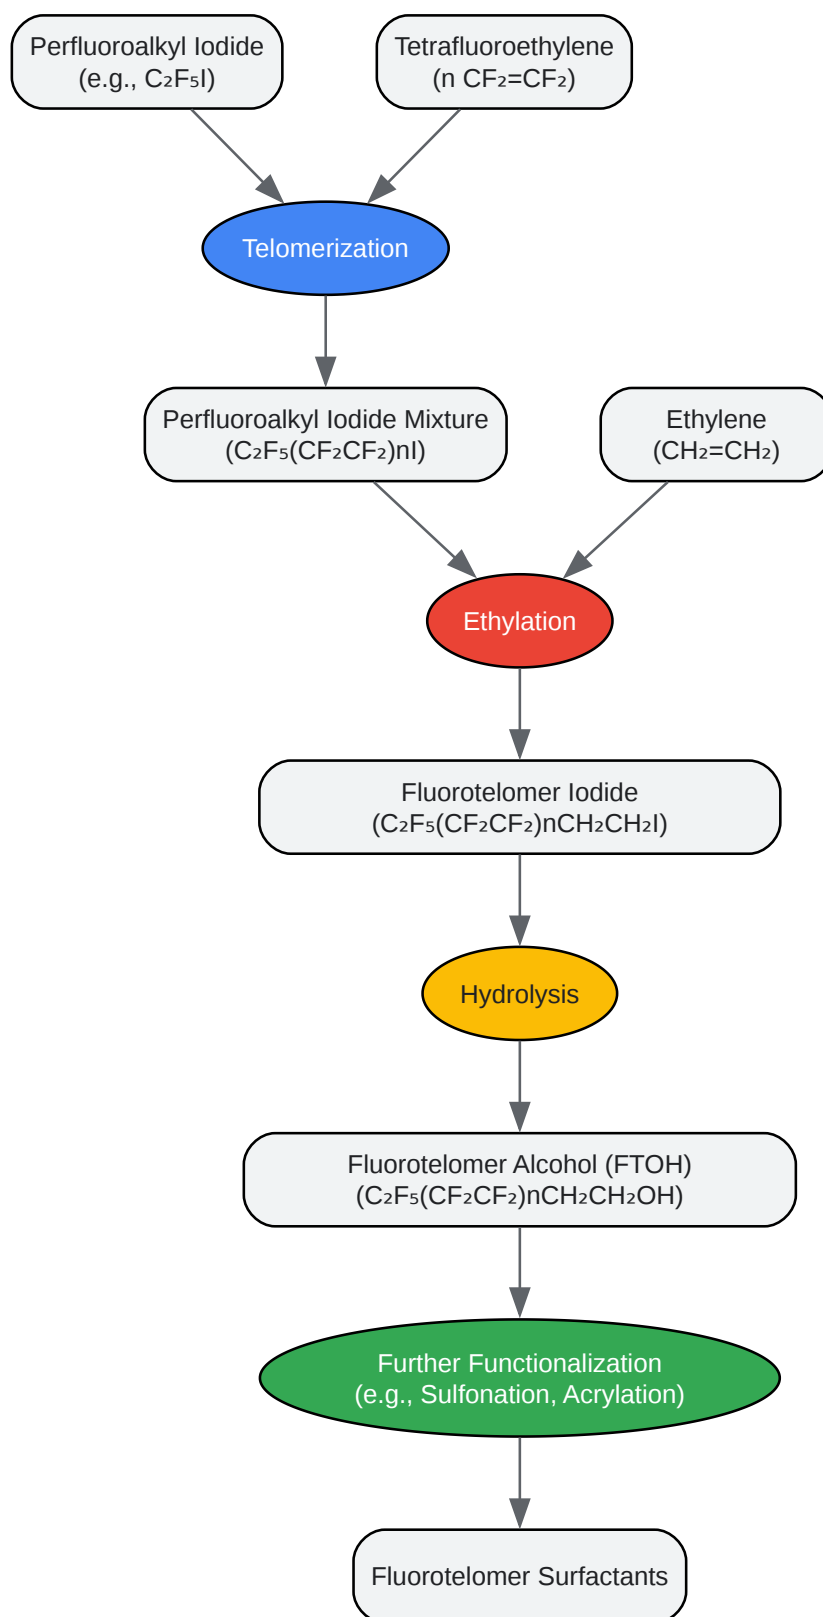 Perfluoroalkyl Iodide
(e.g., C₂F₅I)
Tetrafluoroethylene
(n CF₂=CF₂)
Telomerization
Perfluoroalkyl Iodide Mixture
(C₂F₅(CF₂CF₂)nI)
Ethylene
(CH₂=CH₂)
Ethylation
Fluorotelomer Iodide
(C₂F₅(CF₂CF₂)nCH₂CH₂I)
Hydrolysis
Fluorotelomer Alcohol (FTOH)
(C₂F₅(CF₂CF₂)nCH₂CH₂OH)
Further Functionalization
(e.g., Sulfonation, Acrylation)
Fluorotelomer Surfactants